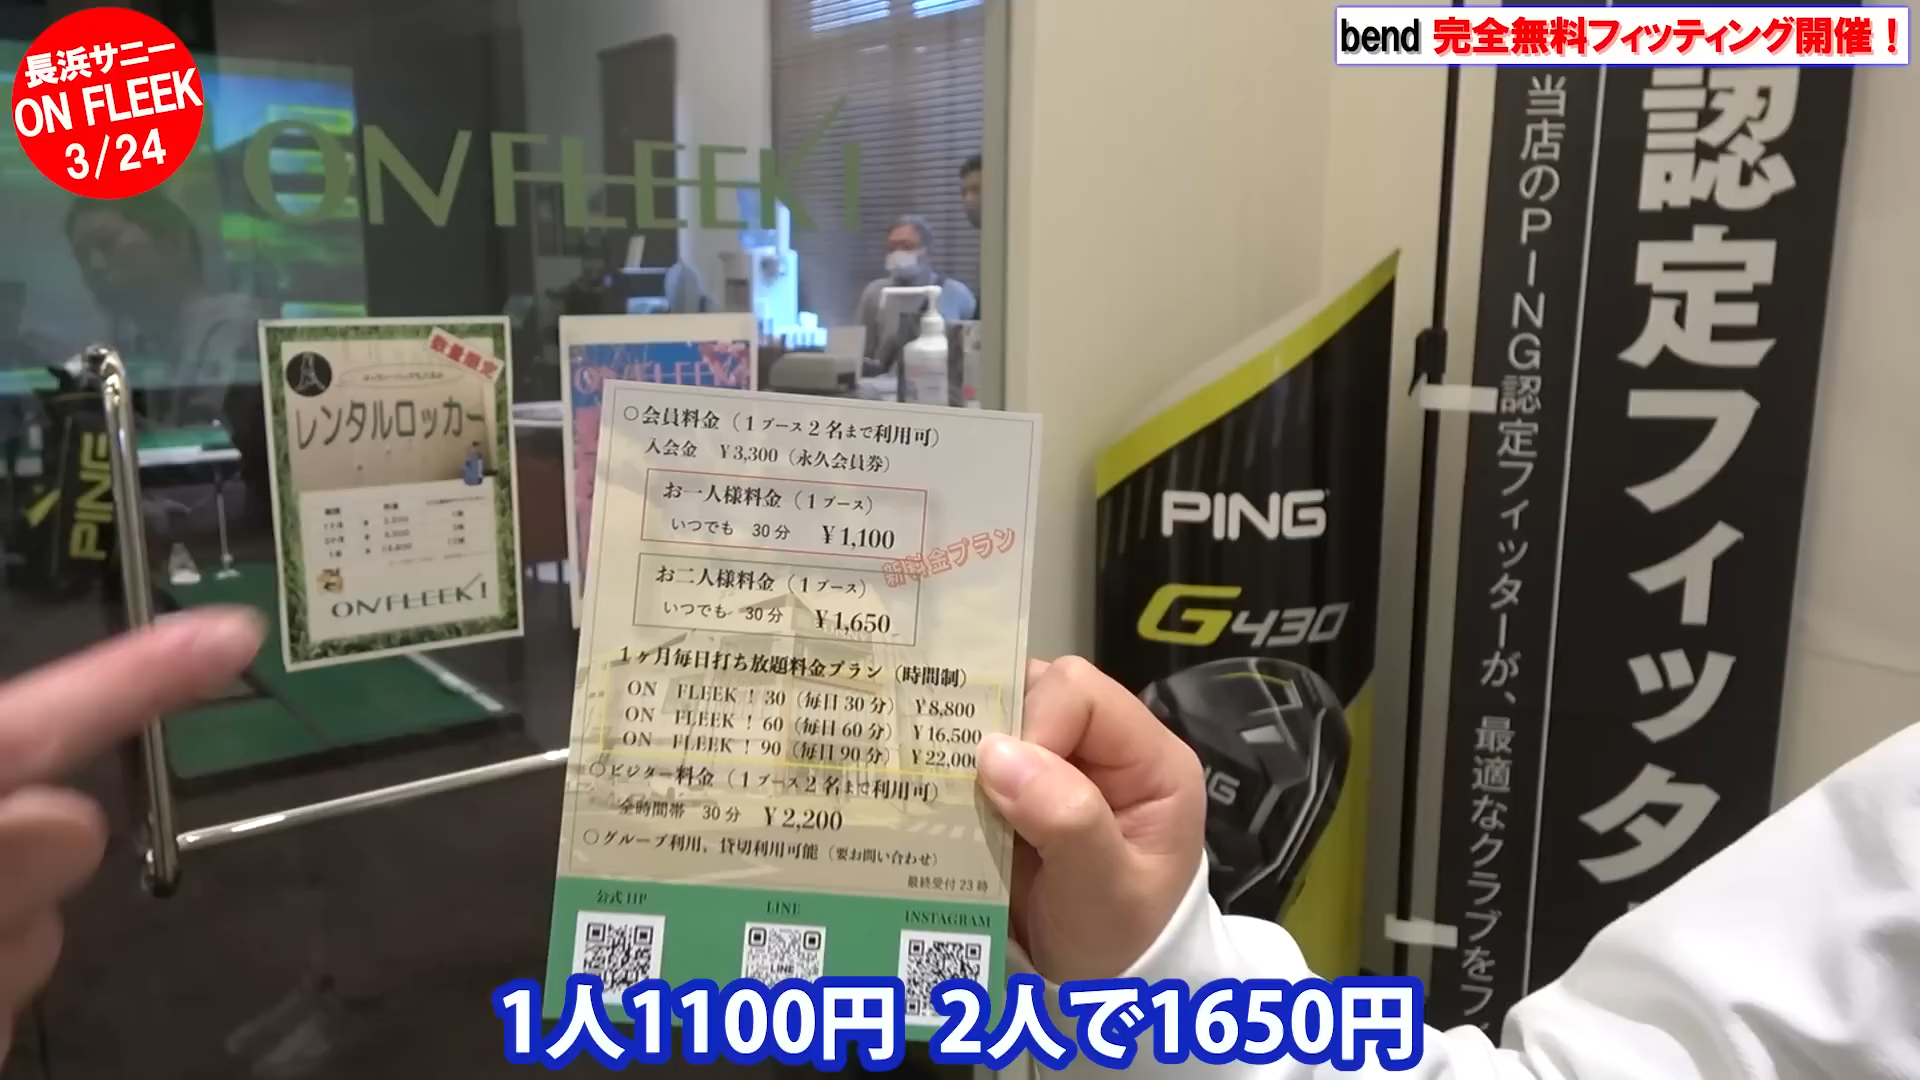 長浜サニー
ON FLEEK
3/24
bend 完全無料フィッティング開催！
ONFLEEK!
数量限定
レンタルロッカー
ONFLEEK!
PING
ONFLEEK!
○会員料金（1ブース2名まで利用可）
入会金 ¥3,300（永久会員券）
お一人様料金（1ブース）
いつでも 30分 ¥1,100
新料金プラン
お二人様料金（1ブース）
いつでも 30分 ¥1,650
1ヶ月毎日打ち放題料金プラン（時間制）
ON FLEEK！30（毎日30分） ¥8,800
ON FLEEK！60（毎日60分） ¥16,500
ON FLEEK！90（毎日90分） ¥22,000
○ビジター料金（1ブース2名まで利用可）
全時間帯 30分 ¥2,200
○グループ利用，貸切利用可能（要お問い合わせ）
最終受付23時
公式HP
LINE
INSTAGRAM
LINE
PING
G430
認定フィッタ
当店のPING認定フィッターが、最適なクラブをフ
1人1100円 2人で1650円